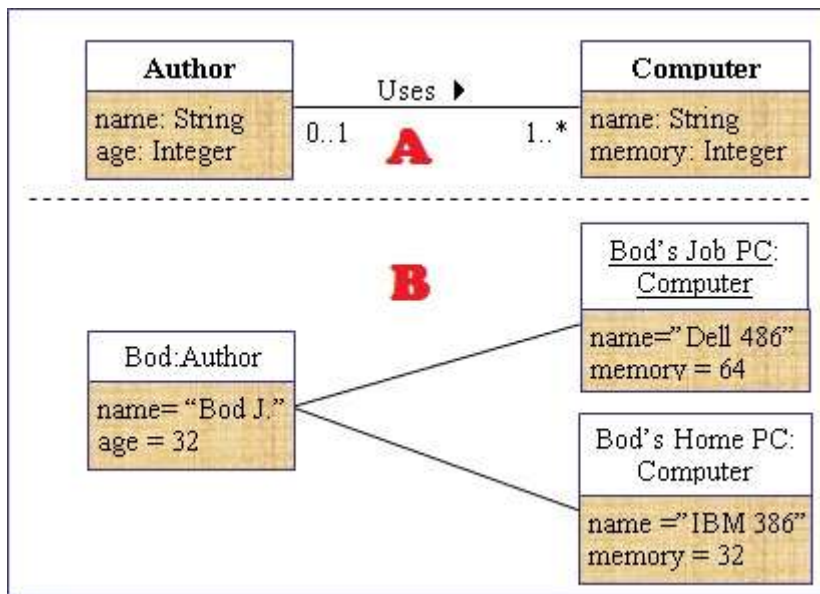 Author
name: String
age: Integer
Uses
0..1
1..*
A
Computer
name: String
memory: Integer
B
Bod:Author
name= “Bod J.”
age = 32
Bod’s Job PC:
Computer
name=”Dell 486”
memory = 64
Bod’s Home PC:
Computer
name =”IBM 386”
memory = 32